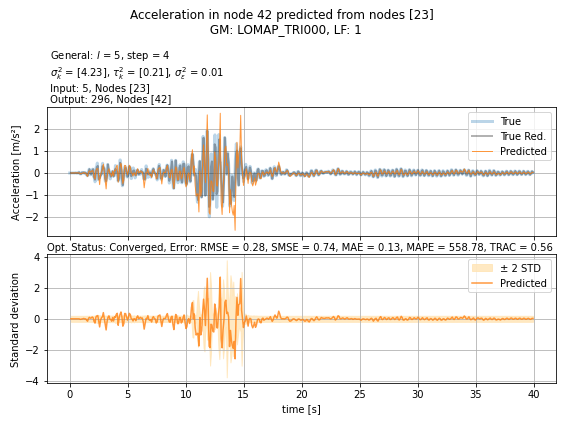 Acceleration in node 42 predicted from nodes [23]
GM: LOMAP_TRI000, LF: 1
General: l = 5, step = 4
σ²ₖ = [4.23], τ²ₖ = [0.21], σ²ₑ = 0.01
Input: 5, Nodes [23]
Output: 296, Nodes [42]
Acceleration [m/s²]
2
1
0
−1
−2
True
True Red.
Predicted
Opt. Status: Converged, Error: RMSE = 0.28, SMSE = 0.74, MAE = 0.13, MAPE = 558.78, TRAC = 0.56
Standard deviation
4
2
0
−2
−4
± 2 STD
Predicted
0 5 10 15 20 25 30 35 40
time [s]